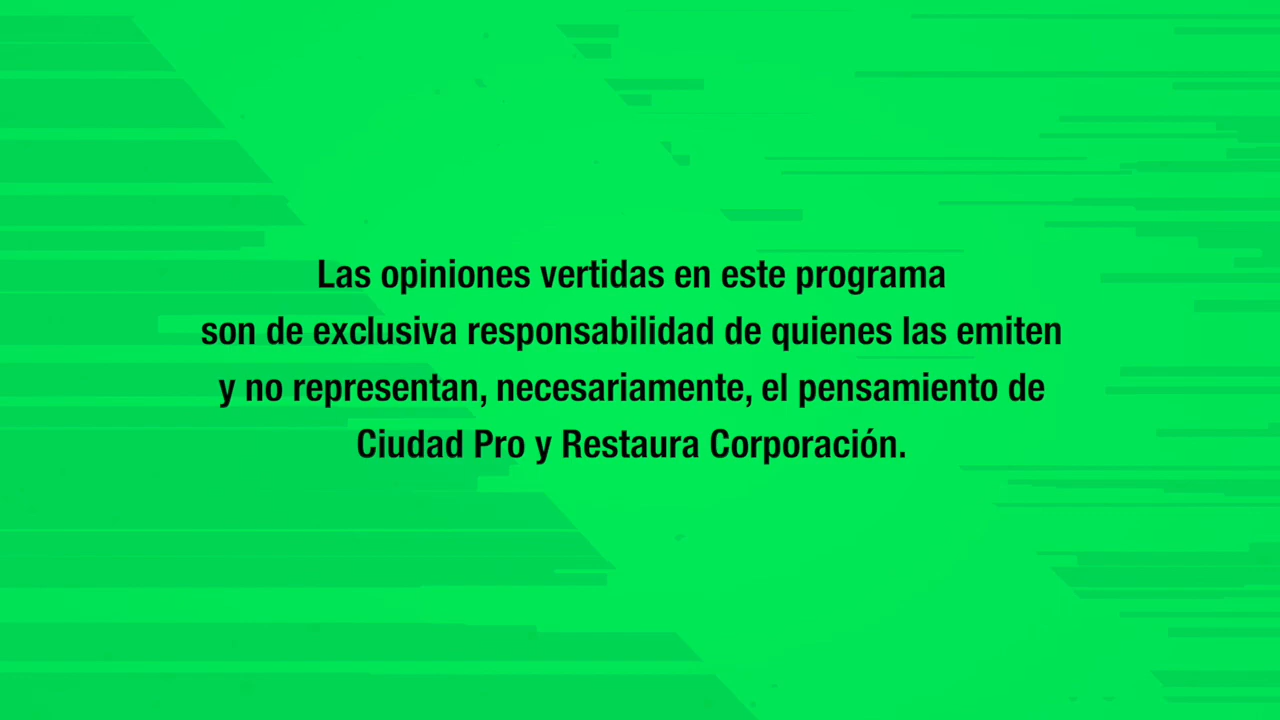 Las opiniones vertidas en este programa
son de exclusiva responsabilidad de quienes las emiten
y no representan, necesariamente, el pensamiento de
Ciudad Pro y Restaura Corporación.